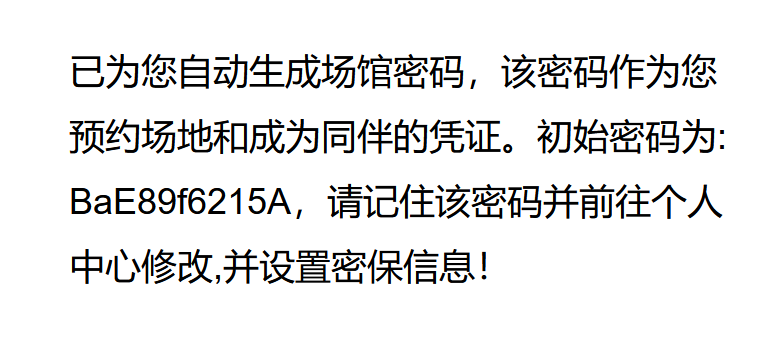 已为您自动生成场馆密码，该密码作为您
预约场地和成为同伴的凭证。初始密码为:
BaE89f6215A，请记住该密码并前往个人
中心修改,并设置密保信息！